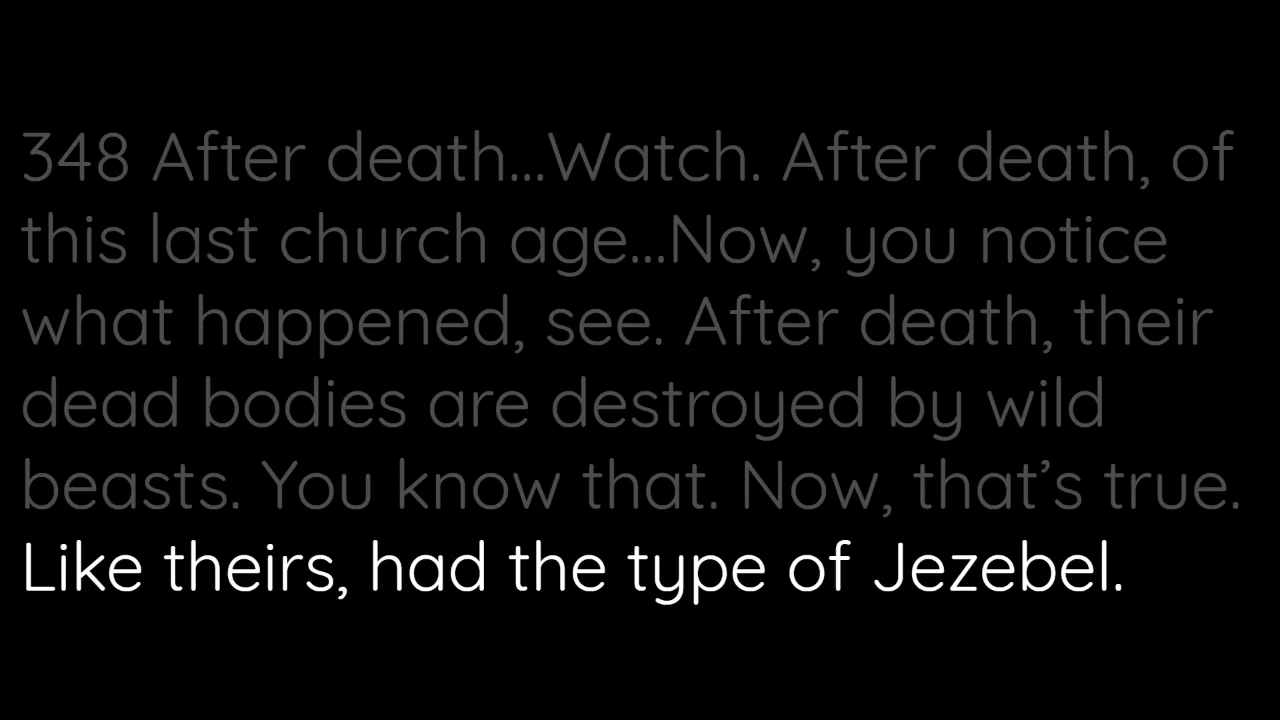 348 After death...Watch. After death, of
this last church age...Now, you notice
what happened, see. After death, their
dead bodies are destroyed by wild
beasts. You know that. Now, that’s true.
Like theirs, had the type of Jezebel.